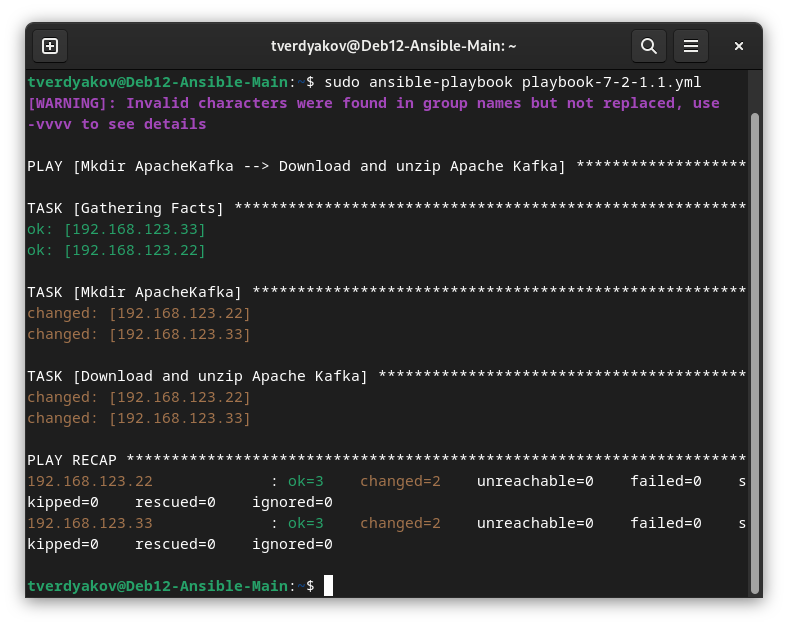 tverdyakov@Deb12-Ansible-Main: ~
tverdyakov@Deb12-Ansible-Main:~$ sudo ansible-playbook playbook-7-2-1.1.yml
[WARNING]: Invalid characters were found in group names but not replaced, use
-vvvv to see details
PLAY [Mkdir ApacheKafka --> Download and unzip Apache Kafka] *******************
TASK [Gathering Facts] *********************************************************
ok: [192.168.123.33]
ok: [192.168.123.22]
TASK [Mkdir ApacheKafka] *******************************************************
changed: [192.168.123.22]
changed: [192.168.123.33]
TASK [Download and unzip Apache Kafka] *****************************************
changed: [192.168.123.22]
changed: [192.168.123.33]
PLAY RECAP *********************************************************************
192.168.123.22             : ok=3    changed=2    unreachable=0    failed=0    s
kipped=0    rescued=0    ignored=0
192.168.123.33             : ok=3    changed=2    unreachable=0    failed=0    s
kipped=0    rescued=0    ignored=0
tverdyakov@Deb12-Ansible-Main:~$